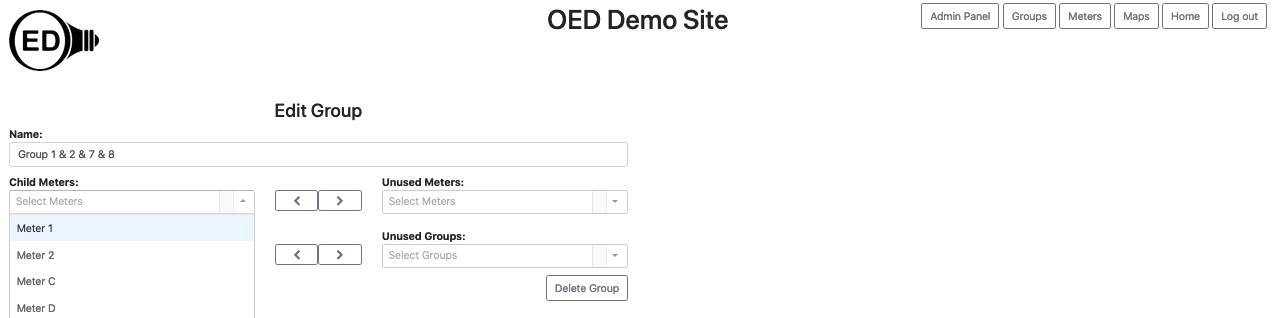 ED
OED Demo Site
Admin Panel Groups Meters Maps Home Log out
Edit Group
Name:
Group 1 & 2 & 7 & 8
Child Meters:
Select Meters
Meter 1
Meter 2
Meter C
Meter D
Unused Meters:
Select Meters
Unused Groups:
Select Groups
Delete Group